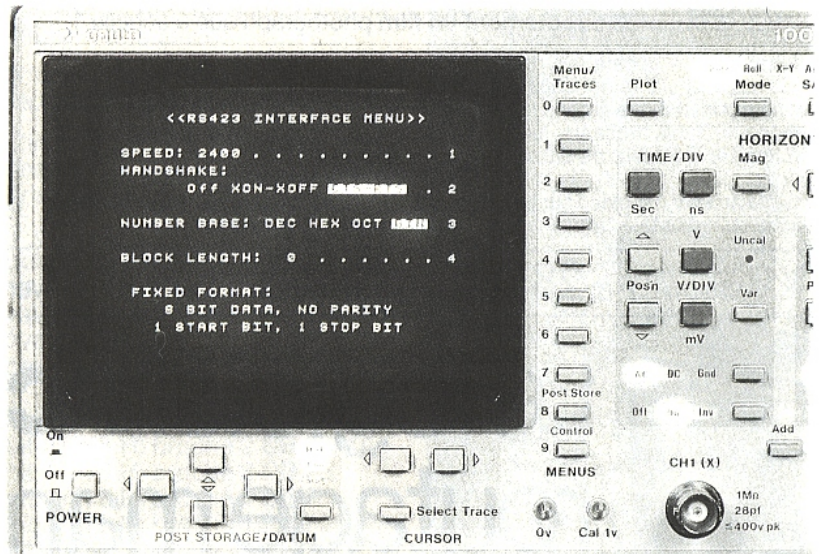 <<RS423 INTERFACE MENU>>
SPEED: 2400 . . . . . . . . . 1
HANDSHAKE:
Off XON-XOFF . 2
NUMBER BASE: DEC HEX OCT 3
BLOCK LENGTH: 0 . . . . . . 4
FIXED FORMAT:
8 BIT DATA, NO PARITY
1 START BIT, 1 STOP BIT
Menu/
Traces
Plot
Roll X-Y
Mode
0
1
2
3
4
5
6
7
Post Store
8
Control
9
MENUS
HORIZON
TIME/DIV
Mag
Sec ns
V
Uncal
Pos'n V/DIV
Var
mV
DC Gnd
Off Inv
Add
CH1 (X)
1MΩ
28pf
400v pk
On
Off
POWER
POST STORAGE/DATUM
Select Trace
CURSOR
0v Cal 1v
100